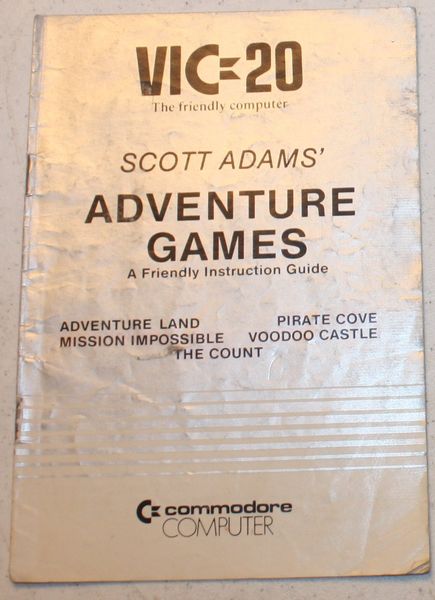 VIC-20
The friendly computer
SCOTT ADAMS'
ADVENTURE
GAMES
A Friendly Instruction Guide
ADVENTURE LAND PIRATE COVE
MISSION IMPOSSIBLE VOODOO CASTLE
THE COUNT
commodore
COMPUTER